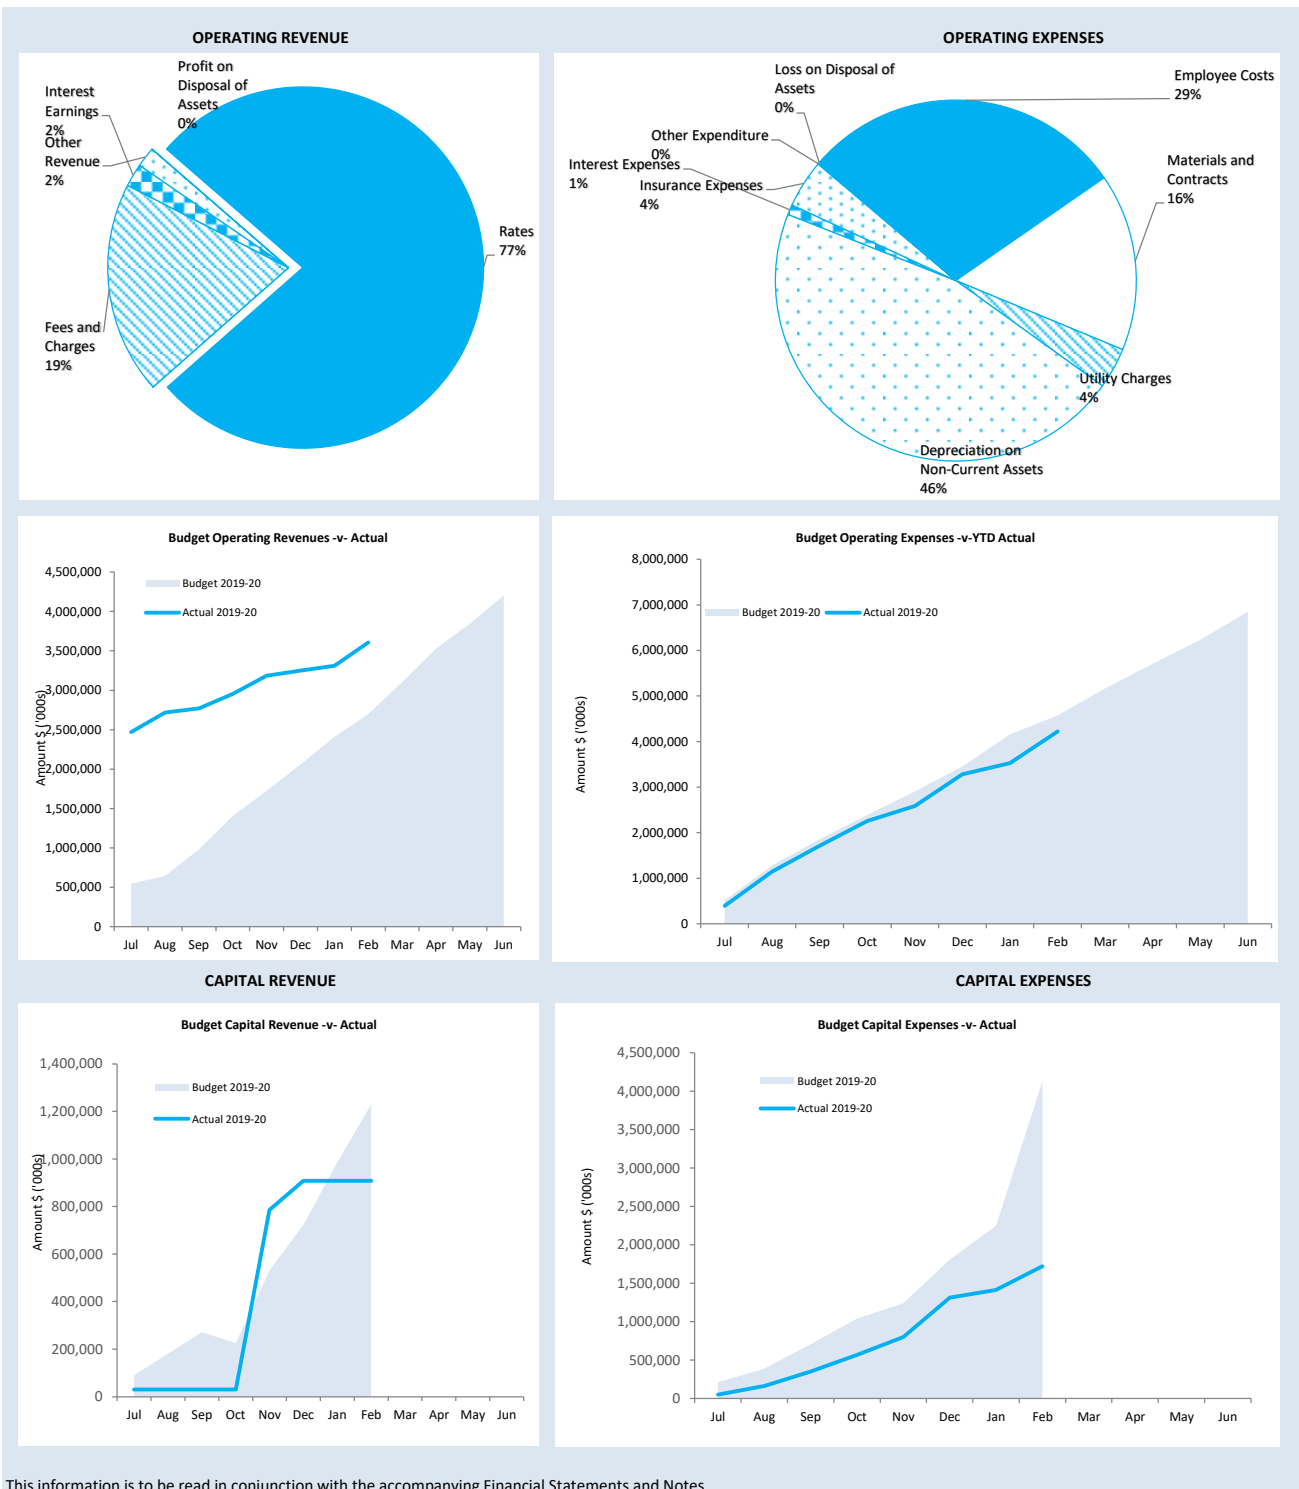 OPERATING REVENUE
Profit on
Disposal of
Assets
0%
Interest
Earnings
2%
Other
Revenue
2%
Rates
77%
Fees and
Charges
19%
OPERATING EXPENSES
Loss on Disposal of
Assets
0%
Employee Costs
29%
Other Expenditure
0%
Interest Expenses
1%
Insurance Expenses
4%
Materials and
Contracts
16%
Utility Charges
4%
Depreciation on
Non-Current Assets
46%
Budget Operating Revenues -v- Actual
4,500,000
4,000,000
3,500,000
3,000,000
2,500,000
2,000,000
1,500,000
1,000,000
500,000
0
Amount $ ('000s)
Budget 2019-20
Actual 2019-20
Jul Aug Sep Oct Nov Dec Jan Feb Mar Apr May Jun
Budget Operating Expenses -v-YTD Actual
8,000,000
7,000,000
6,000,000
5,000,000
4,000,000
3,000,000
2,000,000
1,000,000
0
Amount $ ('000s)
Budget 2019-20 Actual 2019-20
Jul Aug Sep Oct Nov Dec Jan Feb Mar Apr May Jun
CAPITAL REVENUE
Budget Capital Revenue -v- Actual
1,400,000
1,200,000
1,000,000
800,000
600,000
400,000
200,000
0
Amount $ ('000s)
Budget 2019-20
Actual 2019-20
Jul Aug Sep Oct Nov Dec Jan Feb Mar Apr May Jun
CAPITAL EXPENSES
Budget Capital Expenses -v- Actual
4,500,000
4,000,000
3,500,000
3,000,000
2,500,000
2,000,000
1,500,000
1,000,000
500,000
0
Amount $ ('000s)
Budget 2019-20
Actual 2019-20
Jul Aug Sep Oct Nov Dec Jan Feb Mar Apr May Jun
This information is to be read in conjunction with the accompanying Financial Statements and Notes.